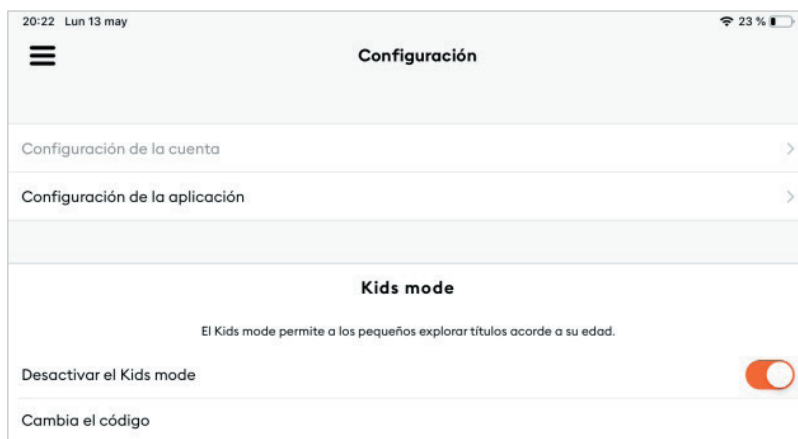 20:22 Lun 13 may 23 %
Configuración
Configuración de la cuenta
Configuración de la aplicación
Kids mode
El Kids mode permite a los pequeños explorar títulos acorde a su edad.
Desactivar el Kids mode
Cambia el código